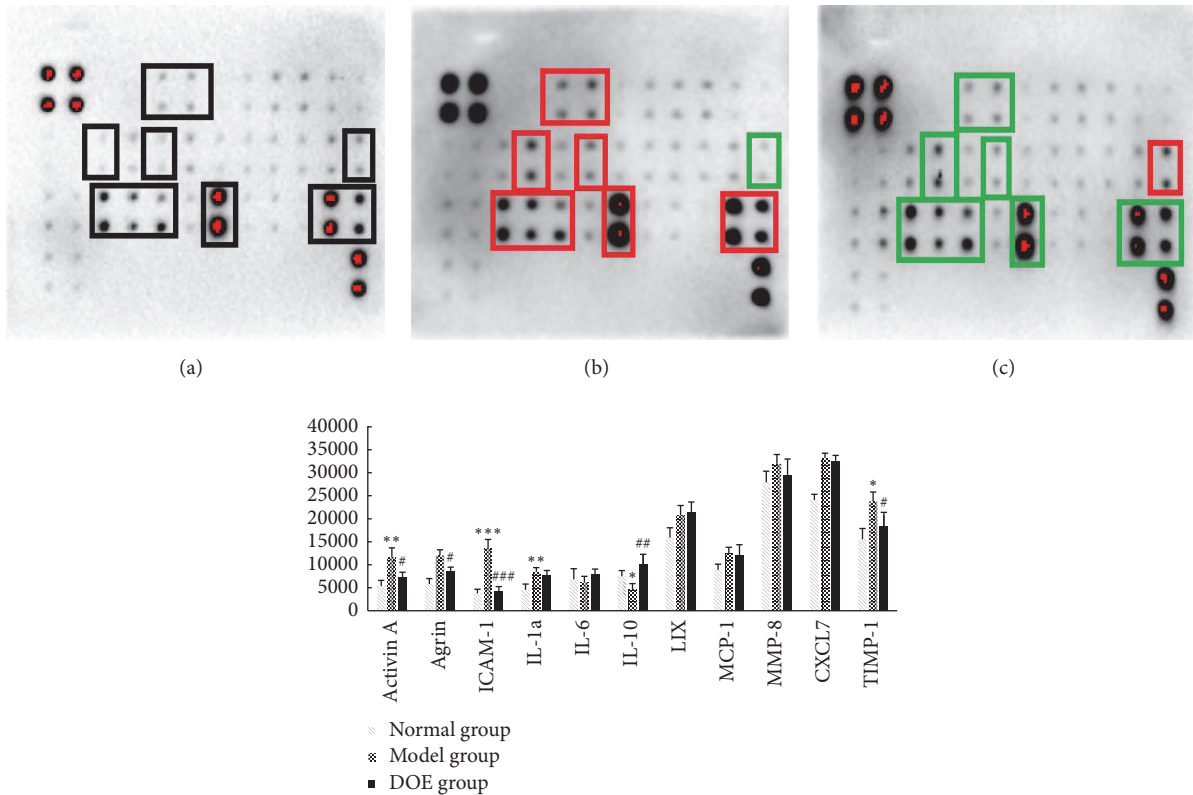 (a)
(b)
(c)
40000
35000
30000
25000
20000
15000
10000
5000
0
** # # *** ### ** * ## * #
Activin A
Agrin
ICAM-1
IL-1a
IL-6
IL-10
LIX
MCP-1
MMP-8
CXCL7
TIMP-1
Normal group
Model group
DOE group